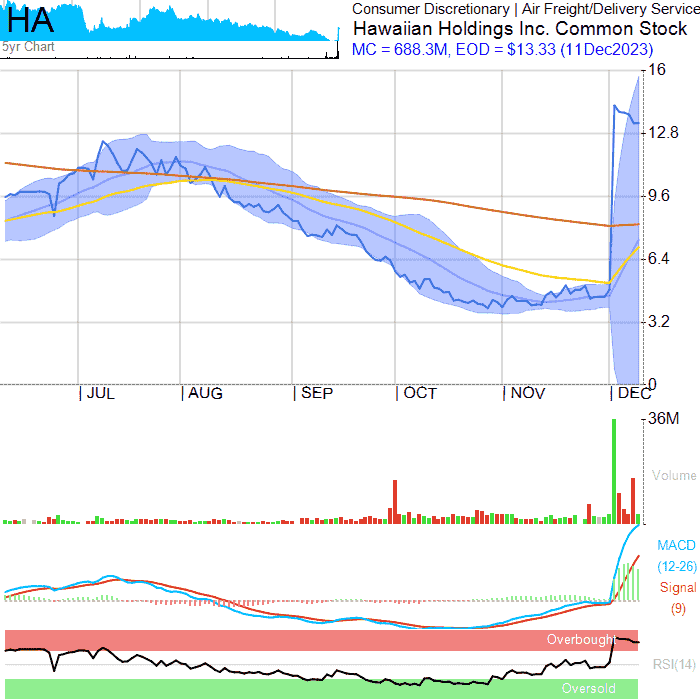 HA
5yr Chart
Consumer Discretionary | Air Freight/Delivery Service
Hawaiian Holdings Inc. Common Stock
MC = 688.3M, EOD = $13.33 (11Dec2023)
16
12.8
9.6
6.4
3.2
0
| JUL | AUG | SEP | OCT | NOV | DEC
36M
Volume
MACD
(12-26)
Signal
(9)
Overbought
RSI(14)
Oversold